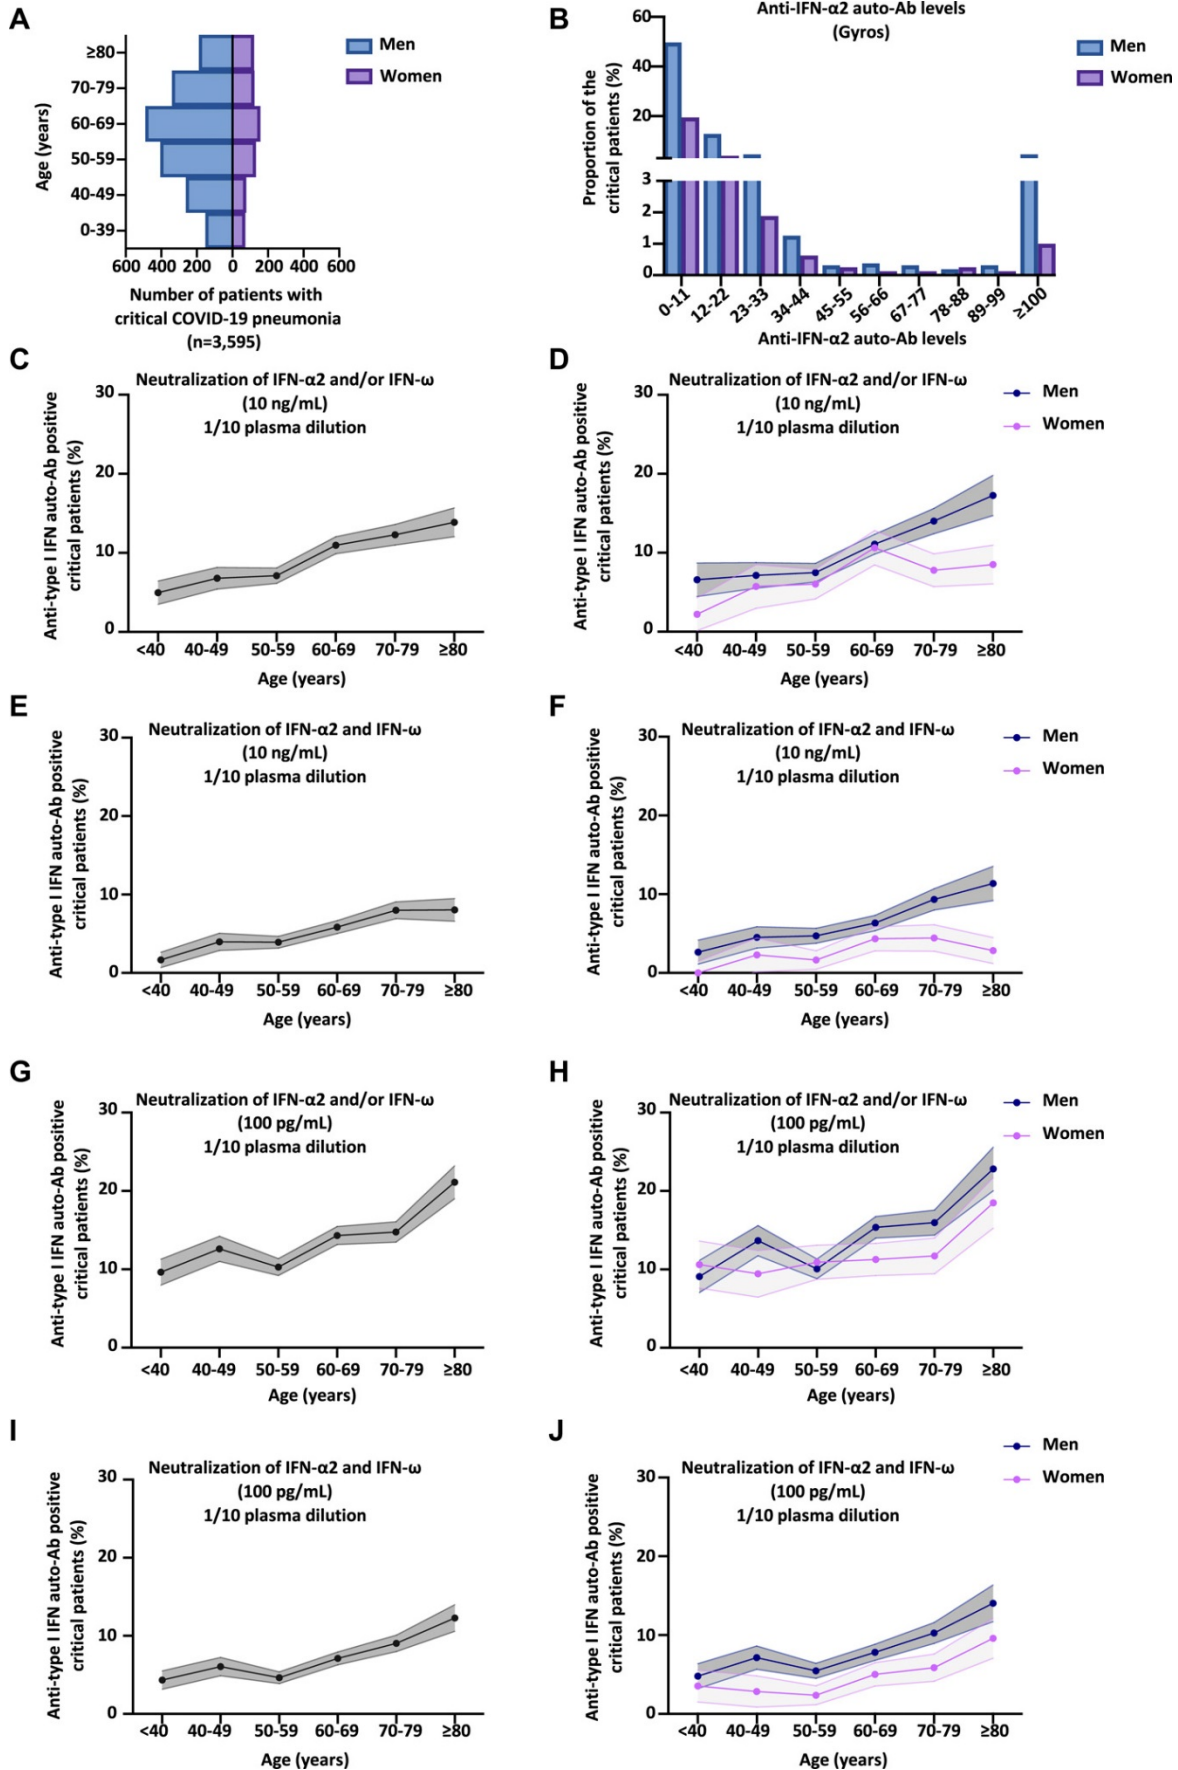 A
≥80
70-79
60-69
50-59
40-49
0-39
Age (years)
600 400 200 0 200 400 600
Number of patients with
critical COVID-19 pneumonia
(n=3,595)
Men
Women
B
Anti-IFN-α2 auto-Ab levels
(Gyros)
Proportion of the
critical patients (%)
60
40
20
3
2
1
0
0-11 12-22 23-33 34-44 45-55 56-66 67-77 78-88 89-99 ≥100
Anti-IFN-α2 auto-Ab levels
Men
Women
C
Neutralization of IFN-α2 and/or IFN-ω
(10 ng/mL)
1/10 plasma dilution
Anti-type I IFN auto-Ab positive
critical patients (%)
30
20
10
0
<40 40-49 50-59 60-69 70-79 ≥80
Age (years)
D
Neutralization of IFN-α2 and/or IFN-ω
(10 ng/mL)
1/10 plasma dilution
Men
Women
Anti-type I IFN auto-Ab positive
critical patients (%)
30
20
10
0
<40 40-49 50-59 60-69 70-79 ≥80
Age (years)
E
Neutralization of IFN-α2 and IFN-ω
(10 ng/mL)
1/10 plasma dilution
Anti-type I IFN auto-Ab positive
critical patients (%)
30
20
10
0
<40 40-49 50-59 60-69 70-79 ≥80
Age (years)
F
Neutralization of IFN-α2 and IFN-ω
(10 ng/mL)
1/10 plasma dilution
Men
Women
Anti-type I IFN auto-Ab positive
critical patients (%)
30
20
10
0
<40 40-49 50-59 60-69 70-79 ≥80
Age (years)
G
Neutralization of IFN-α2 and/or IFN-ω
(100 pg/mL)
1/10 plasma dilution
Anti-type I IFN auto-Ab positive
critical patients (%)
30
20
10
0
<40 40-49 50-59 60-69 70-79 ≥80
Age (years)
H
Neutralization of IFN-α2 and/or IFN-ω
(100 pg/mL)
1/10 plasma dilution
Men
Women
Anti-type I IFN auto-Ab positive
critical patients (%)
30
20
10
0
<40 40-49 50-59 60-69 70-79 ≥80
Age (years)
I
Neutralization of IFN-α2 and IFN-ω
(100 pg/mL)
1/10 plasma dilution
Anti-type I IFN auto-Ab positive
critical patients (%)
30
20
10
0
<40 40-49 50-59 60-69 70-79 ≥80
Age (years)
J
Neutralization of IFN-α2 and IFN-ω
(100 pg/mL)
1/10 plasma dilution
Men
Women
Anti-type I IFN auto-Ab positive
critical patients (%)
30
20
10
0
<40 40-49 50-59 60-69 70-79 ≥80
Age (years)